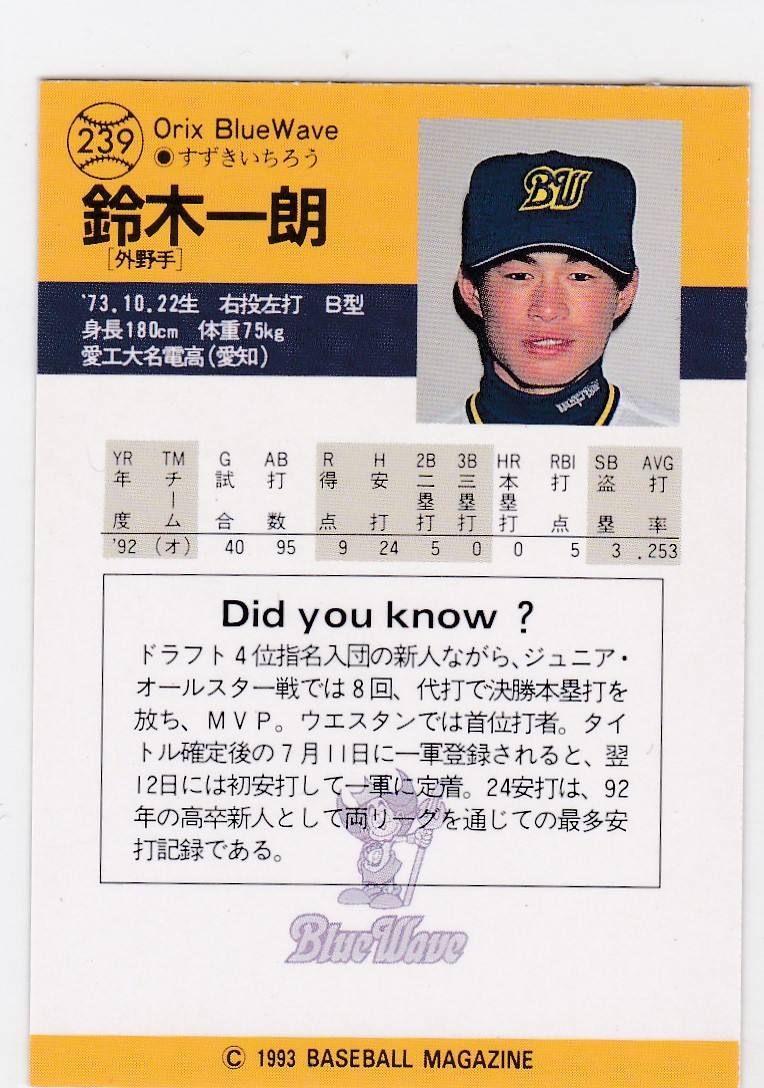 239
Orix BlueWave
●すずきいちろう
鈴木一朗
[外野手]
BW
'73.10.22生 右投左打 B型
身長180cm 体重75kg
愛工大名電高(愛知)
YR TM G AB R H 2B 3B HR RBI SB AVG
年度 チーム 試合 打数 得点 安打 二塁打 三塁打 本塁打 打点 盗塁 打率
'92 (オ) 40 95 9 24 5 0 0 5 3 .253
Did you know ?
ドラフト4位指名入団の新人ながら、ジュニア・
オールスター戦では8回、代打で決勝本塁打を
放ち、MVP。ウエスタンでは首位打者。タイ
トル確定後の7月11日に一軍登録されると、翌
12日には初安打して一軍に定着。24安打は、92
年の高卒新人として両リーグを通じての最多安
打記録である。
BlueWave
© 1993 BASEBALL MAGAZINE